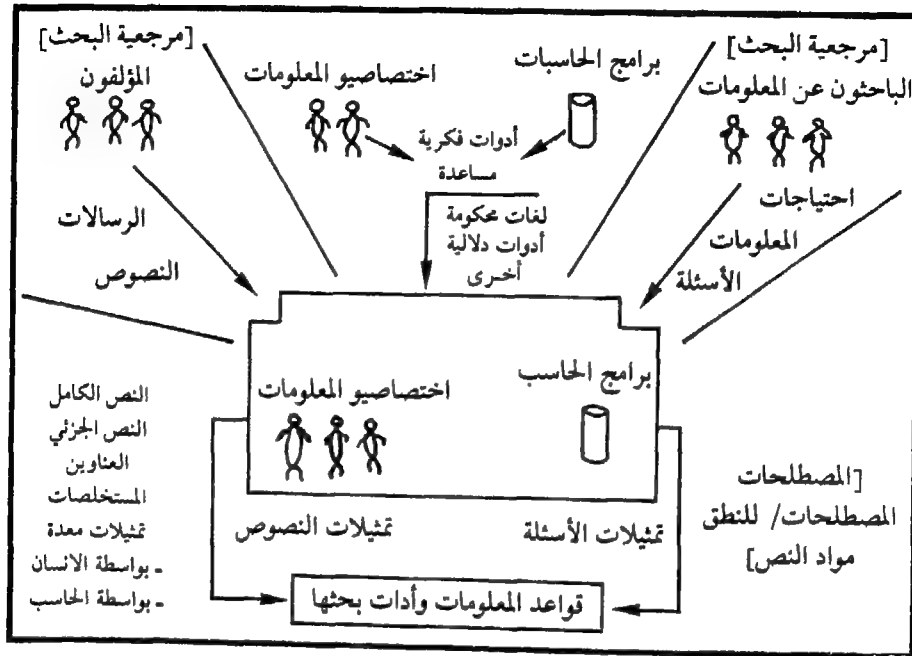 [مرجعية البحث]
الباحثون عن المعلومات
احتياجات
المعلومات
الأسئلة
برامج الحاسبات
اختصاصيو المعلومات
أدوات فكرية
مساعدة
لغات محكومة
أدوات دلالية
أخرى
[مرجعية البحث]
المؤلفون
الرسالات
النصوص
برامج الحاسب
اختصاصيو المعلومات
[المصطلحات
المصطلحات/ للنطق
مواد النص]
تمثيلات الأسئلة
تمثيلات النصوص
النص الكامل
النص الجزئي
العناوين
المستخلصات
تمثيلات معدة
ـ بواسطة الانسان
ـ بواسطة الحاسب
قواعد المعلومات وأدات بحثها